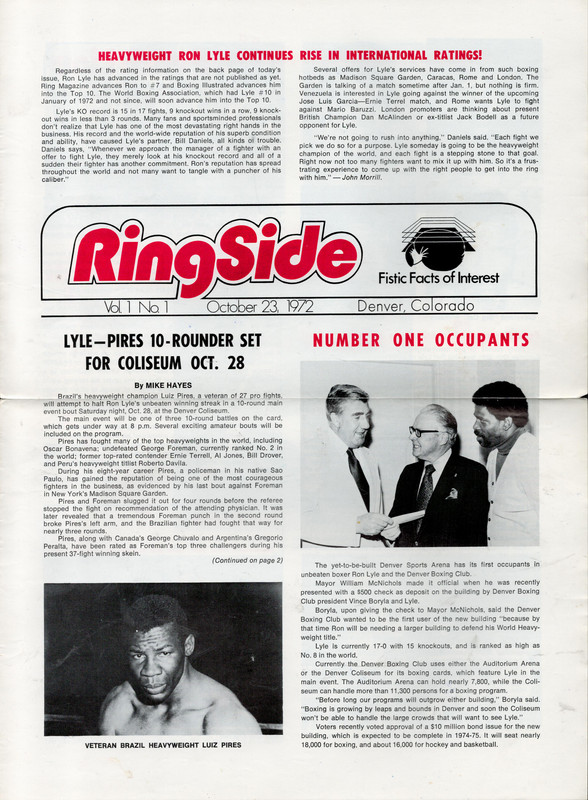 HEAVYWEIGHT RON LYLE CONTINUES RISE IN INTERNATIONAL RATINGS!
Regardless of the rating information on the back page of today's
issue, Ron Lyle has advanced in the ratings that are not published as yet.
Ring Magazine advances Ron to #7 and Boxing Illustrated advances him
into the Top 10. The World Boxing Association, which had Lyle #10 in
January of 1972 and not since, will soon advance him into the Top 10.
Lyle's KO record is 15 in 17 fights, 9 knockout wins in a row, 9 knock-
out wins in less than 3 rounds. Many fans and sportsminded professionals
don't realize that Lyle has one of the most devastating right hands in the
business. His record and the world-wide reputation of his superb condition
and ability, have caused Lyle's partner, Bill Daniels, all kinds of trouble.
Daniels says, "Whenever we approach the manager of a fighter with an
offer to fight Lyle, they merely look at his knockout record and all of a
sudden their fighter has another commitment. Ron's reputation has spread
throughout the world and not many want to tangle with a puncher of his
caliber."
Several offers for Lyle's services have come in from such boxing
hotbeds as Madison Square Garden, Caracas, Rome and London. The
Garden is talking of a match sometime after Jan. 1, but nothing is firm.
Venezuela is interested in Lyle going against the winner of the upcoming
Jose Luis Garcia—Ernie Terrel match, and Rome wants Lyle to fight
against Mario Baruzzi. London promoters are thinking about present
British Champion Dan McAlinden or ex-titlist Jack Bodell as a future
opponent for Lyle.
"We're not going to rush into anything," Daniels said. "Each fight we
pick we do so for a purpose. Lyle someday is going to be the heavyweight
champion of the world, and each fight is a stepping stone to that goal.
Right now not too many fighters want to mix it up with him. So it's a frus-
trating experience to come up with the right people to get into the ring
with him." — John Morrill.
RingSide
Fistic Facts of Interest
Vol. 1 No. 1 October 23, 1972 Denver, Colorado
LYLE—PIRES 10-ROUNDER SET
FOR COLISEUM OCT. 28
By MIKE HAYES
Brazil's heavyweight champion Luiz Pires, a veteran of 27 pro fights,
will attempt to halt Ron Lyle's unbeaten winning streak in a 10-round main
event bout Saturday night, Oct. 28, at the Denver Coliseum.
The main event will be one of three 10-round battles on the card,
which gets under way at 8 p.m. Several exciting amateur bouts will be
included on the program.
Pires has fought many of the top heavyweights in the world, including
Oscar Bonavena; undefeated George Foreman, currently ranked No. 2 in
the world; former top-rated contender Ernie Terrell, Al Jones, Bill Drover,
and Peru's heavyweight titlist Roberto Davila.
During his eight-year career Pires, a policeman in his native Sao
Paulo, has gained the reputation of being one of the most courageous
fighters in the business, as evidenced by his last bout against Foreman
in New York's Madison Square Garden.
Pires and Foreman slugged it out for four rounds before the referee
stopped the fight on recommendation of the attending physician. It was
later revealed that a tremendous Foreman punch in the second round
broke Pires's left arm, and the Brazilian fighter had fought that way for
nearly three rounds.
Pires, along with Canada's George Chuvalo and Argentina's Gregorio
Peralta, have been rated as Foreman's top three challengers during his
present 37-fight winning skein.
(Continued on page 2)
VETERAN BRAZIL HEAVYWEIGHT LUIZ PIRES
NUMBER ONE OCCUPANTS
The yet-to-be-built Denver Sports Arena has its first occupants in
unbeaten boxer Ron Lyle and the Denver Boxing Club.
Mayor William McNichols made it official when he was recently
presented with a $500 check as deposit on the building by Denver Boxing
Club president Vince Boryla and Lyle.
Boryla, upon giving the check to Mayor McNichols, said the Denver
Boxing Club wanted to be the first user of the new building "because by
that time Ron will be needing a larger building to defend his World Heavy-
weight title."
Lyle is currently 17-0 with 15 knockouts, and is ranked as high as
No. 8 in the world.
Currently the Denver Boxing Club uses either the Auditorium Arena
or the Denver Coliseum for its boxing cards, which feature Lyle in the
main event. The Auditorium Arena can hold nearly 7,800, while the Coli-
seum can handle more than 11,300 persons for a boxing program.
"Before long our programs will outgrow either building," Boryla said.
"Boxing is growing by leaps and bounds in Denver and soon the Coliseum
won't be able to handle the large crowds that will want to see Lyle."
Voters recently voted approval of a $10 million bond issue for the new
building, which is expected to be complete in 1974-75. It will seat nearly
18,000 for boxing, and about 16,000 for hockey and basketball.